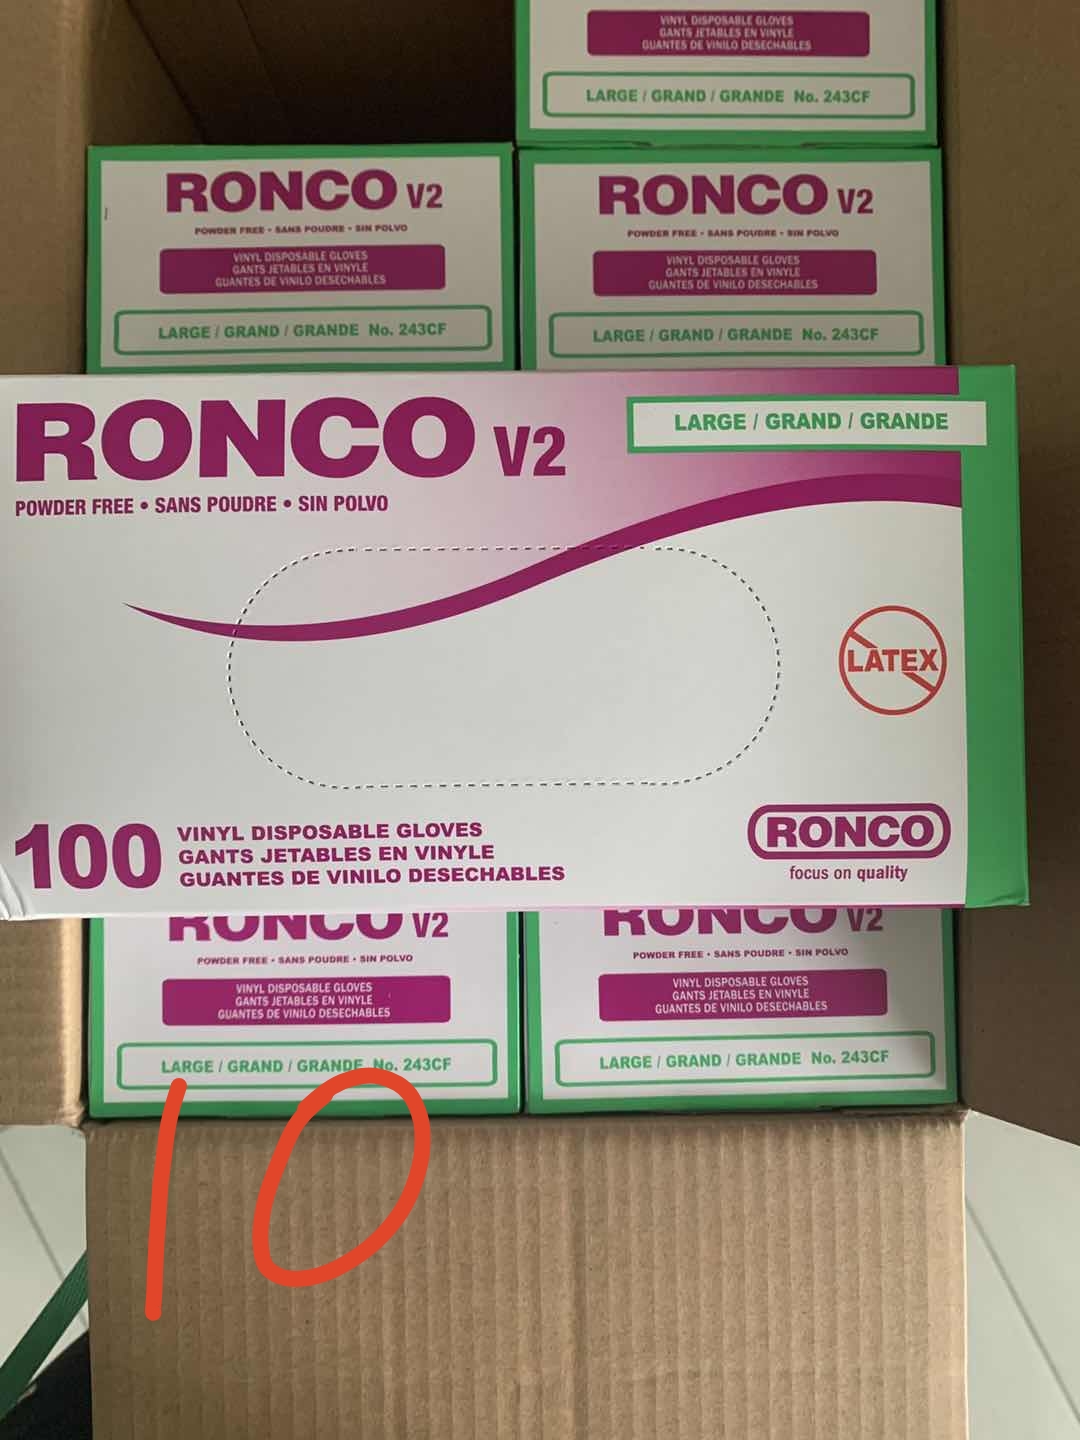 VINYL DISPOSABLE GLOVES
GANTS JETABLES EN VINYLE
GUANTES DE VINILO DESECHABLES
LARGE / GRAND / GRANDE No. 243CF
RONCO V2
POWDER FREE • SANS POUDRE • SIN POLVO
VINYL DISPOSABLE GLOVES
GANTS JETABLES EN VINYLE
GUANTES DE VINILO DESECHABLES
LARGE / GRAND / GRANDE No. 243CF
RONCO V2
POWDER FREE • SANS POUDRE • SIN POLVO
VINYL DISPOSABLE GLOVES
GANTS JETABLES EN VINYLE
GUANTES DE VINILO DESECHABLES
LARGE / GRAND / GRANDE No. 243CF
RONCO V2
LARGE / GRAND / GRANDE
POWDER FREE • SANS POUDRE • SIN POLVO
LATEX
100
VINYL DISPOSABLE GLOVES
GANTS JETABLES EN VINYLE
GUANTES DE VINILO DESECHABLES
RONCO
focus on quality
RONCO V2
POWDER FREE • SANS POUDRE • SIN POLVO
VINYL DISPOSABLE GLOVES
GANTS JETABLES EN VINYLE
GUANTES DE VINILO DESECHABLES
LARGE / GRAND / GRANDE No. 243CF
RONCO V2
POWDER FREE • SANS POUDRE • SIN POLVO
VINYL DISPOSABLE GLOVES
GANTS JETABLES EN VINYLE
GUANTES DE VINILO DESECHABLES
LARGE / GRAND / GRANDE No. 243CF
10